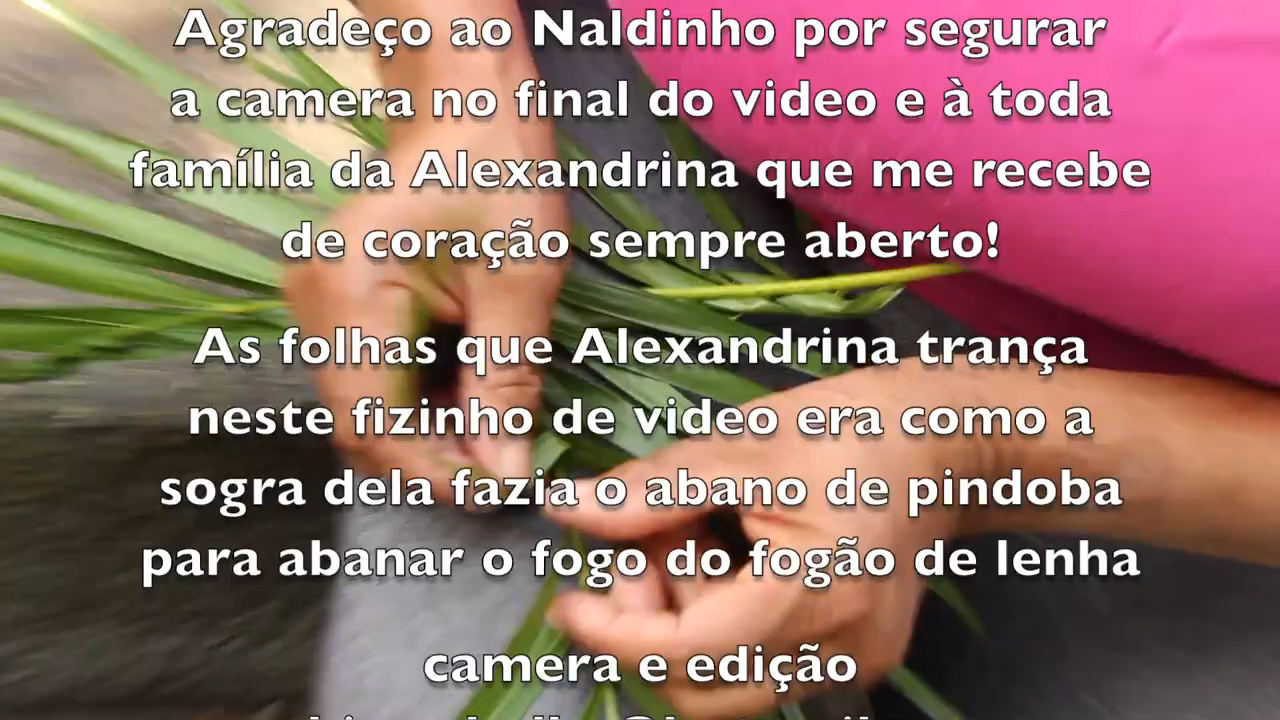 Agradeço ao Naldinho por segurar
a camera no final do video e à toda
família da Alexandrina que me recebe
de coração sempre aberto!
As folhas que Alexandrina trança
neste fizinho de video era como a
sogra dela fazia o abano de pindoba
para abanar o fogo do fogão de lenha
camera e edição